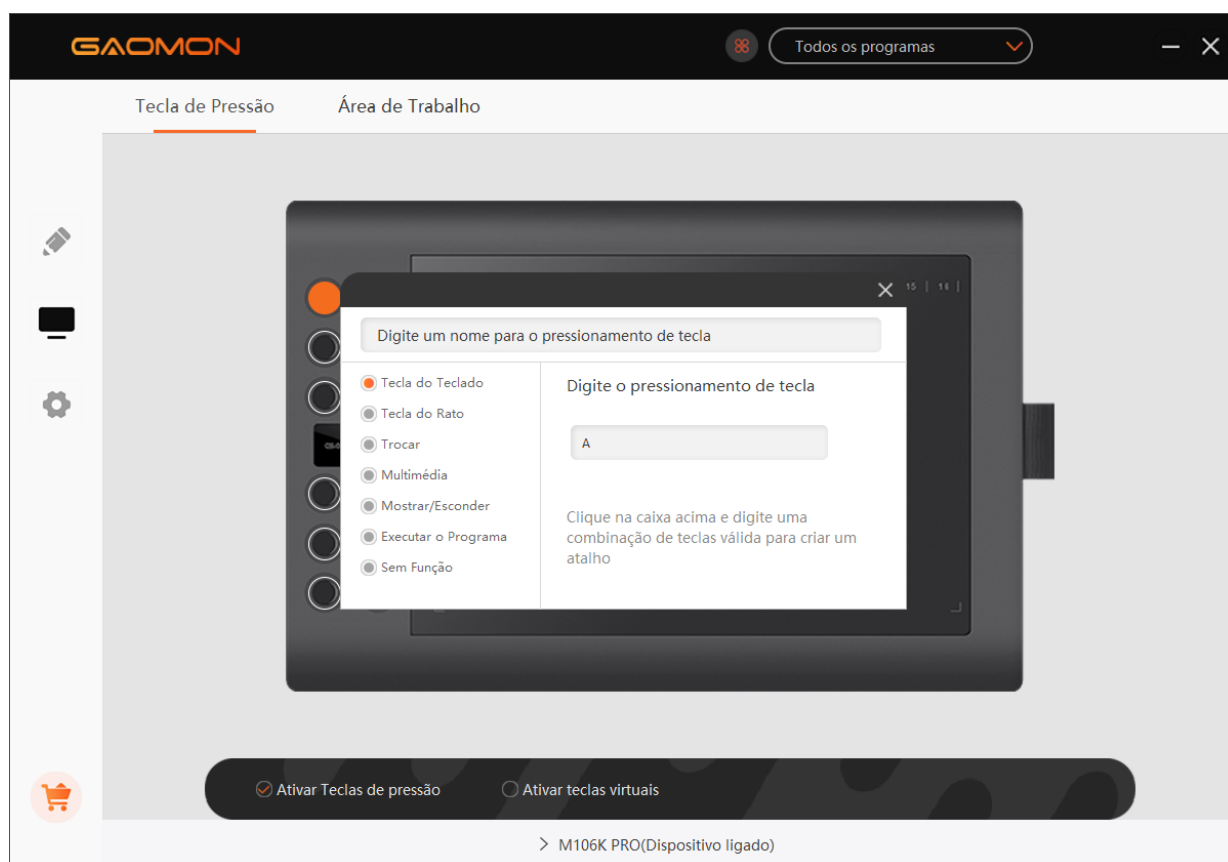 GAOMON
Todos os programas
Tecla de Pressão
Área de Trabalho
15 | 16 |
Digite um nome para o pressionamento de tecla
Tecla do Teclado
Tecla do Rato
Trocar
Multimédia
Mostrar/Esconder
Executar o Programa
Sem Função
Digite o pressionamento de tecla
A
Clique na caixa acima e digite uma
combinação de teclas válida para criar um
atalho
Ativar Teclas de pressão
Ativar teclas virtuais
M106K PRO(Dispositivo ligado)